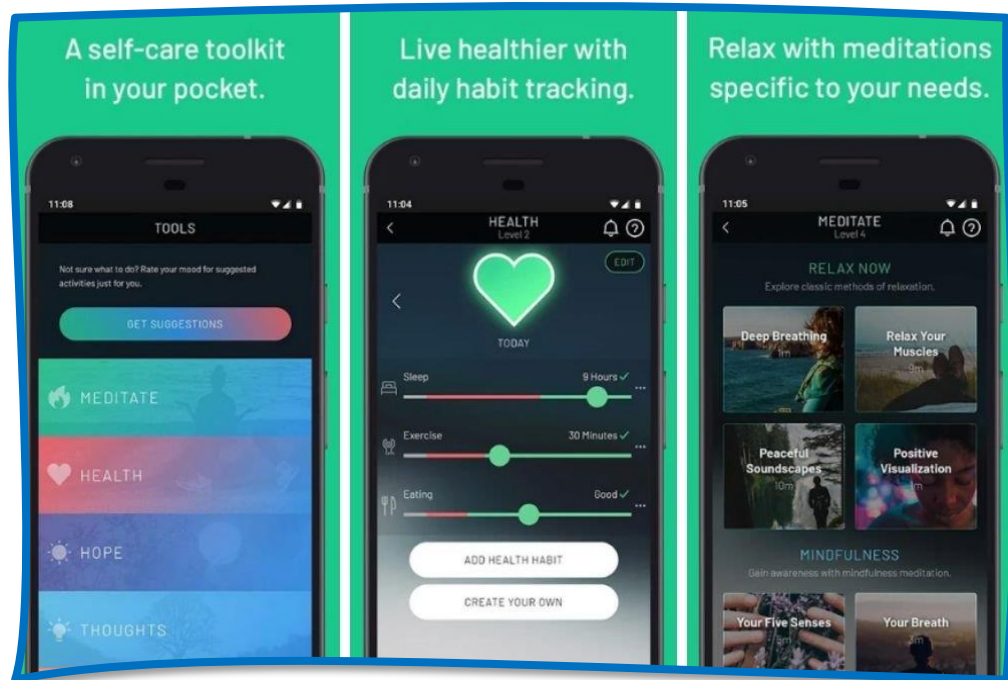 A self-care toolkit
in your pocket.
11:08
TOOLS
Not sure what to do? Rate your mood for suggested
activities just for you.
GET SUGGESTIONS
MEDITATE
HEALTH
HOPE
THOUGHTS
Live healthier with
daily habit tracking.
11:04
HEALTH
Level 2
EDIT
TODAY
Sleep
9 Hours
Exercise
30 Minutes
Eating
Good
ADD HEALTH HABIT
CREATE YOUR OWN
Relax with meditations
specific to your needs.
11:05
MEDITATE
Level 4
RELAX NOW
Explore classic methods of relaxation.
Deep Breathing
1m
Relax Your
Muscles
9m
Peaceful
Soundscapes
10m
Positive
Visualization
MINDFULNESS
Gain awareness with mindfulness meditation.
Your Five Senses
Your Breath
3m